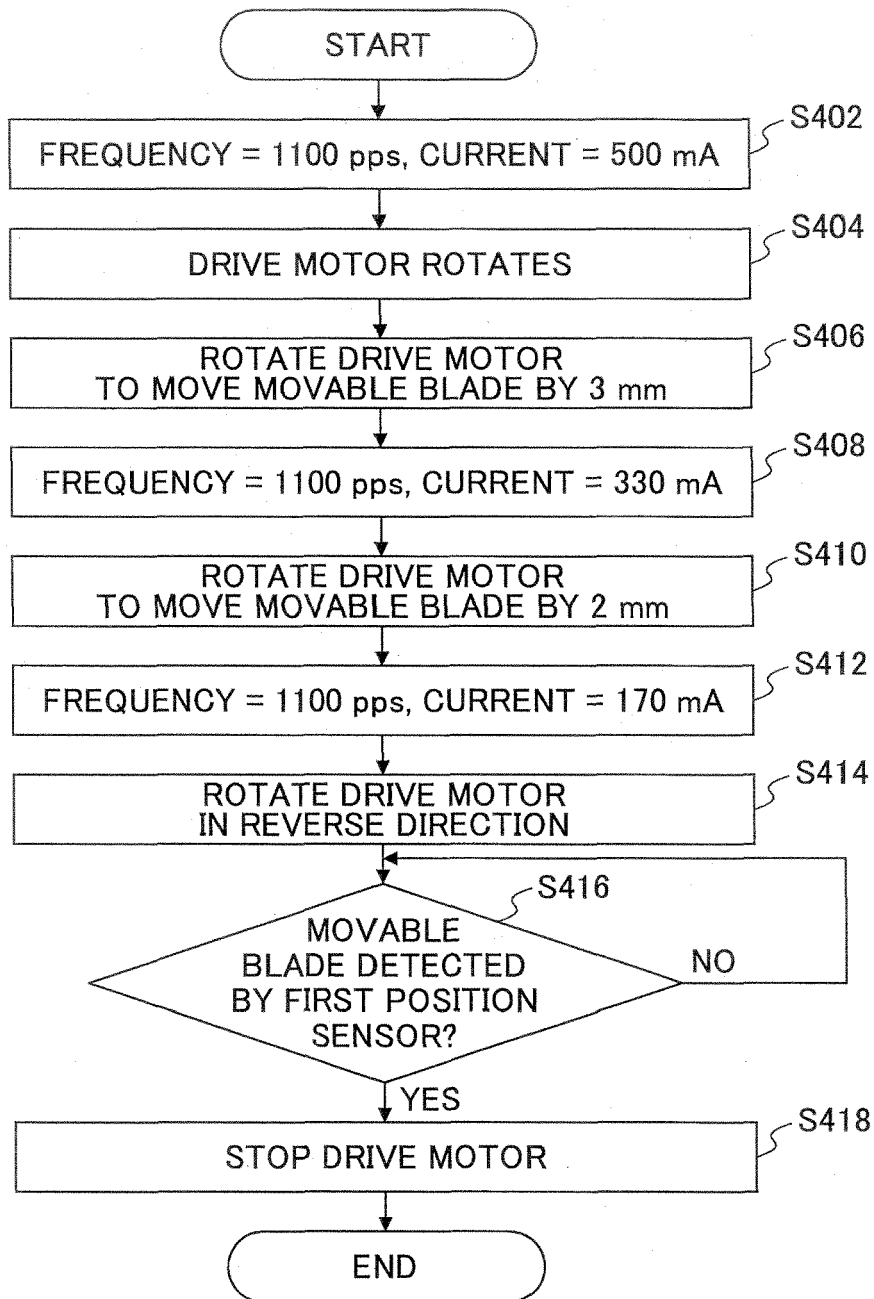 START
S402
FREQUENCY = 1100 pps, CURRENT = 500 mA
S404
DRIVE MOTOR ROTATES
S406
ROTATE DRIVE MOTOR
TO MOVE MOVABLE BLADE BY 3 mm
S408
FREQUENCY = 1100 pps, CURRENT = 330 mA
S410
ROTATE DRIVE MOTOR
TO MOVE MOVABLE BLADE BY 2 mm
S412
FREQUENCY = 1100 pps, CURRENT = 170 mA
S414
ROTATE DRIVE MOTOR
IN REVERSE DIRECTION
S416
MOVABLE
BLADE DETECTED
BY FIRST POSITION
SENSOR?
NO
YES
S418
STOP DRIVE MOTOR
END